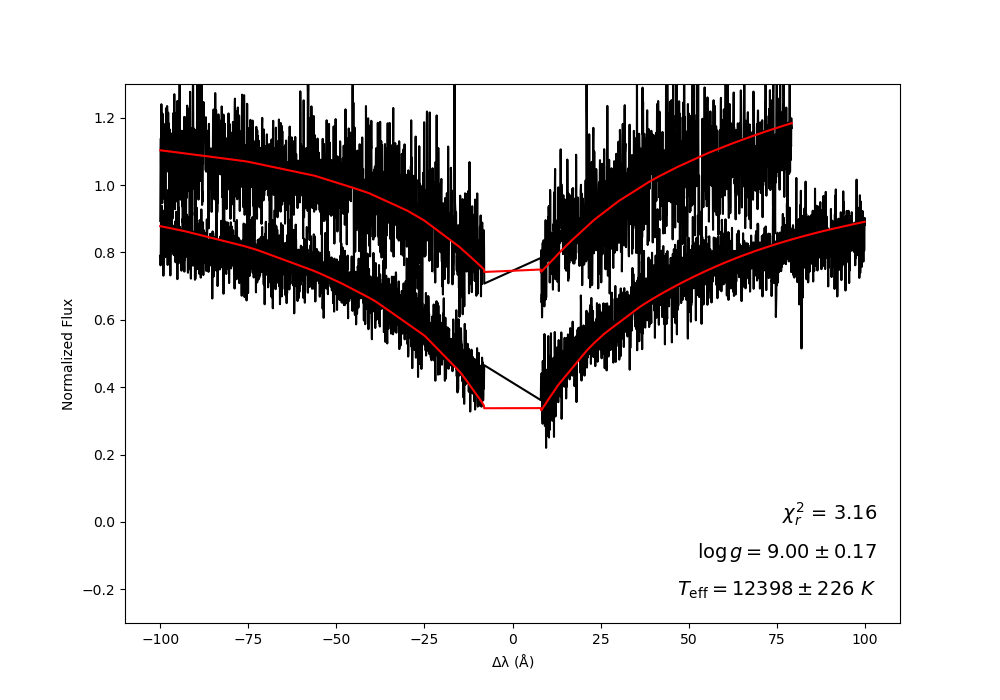 1.2
1.0
0.8
0.6
0.4
0.2
0.0
−0.2
Normalized Flux
χ²ᵣ = 3.16
log g = 9.00 ± 0.17
T_eff = 12398 ± 226 K
−100 −75 −50 −25 0 25 50 75 100
Δλ (Å)